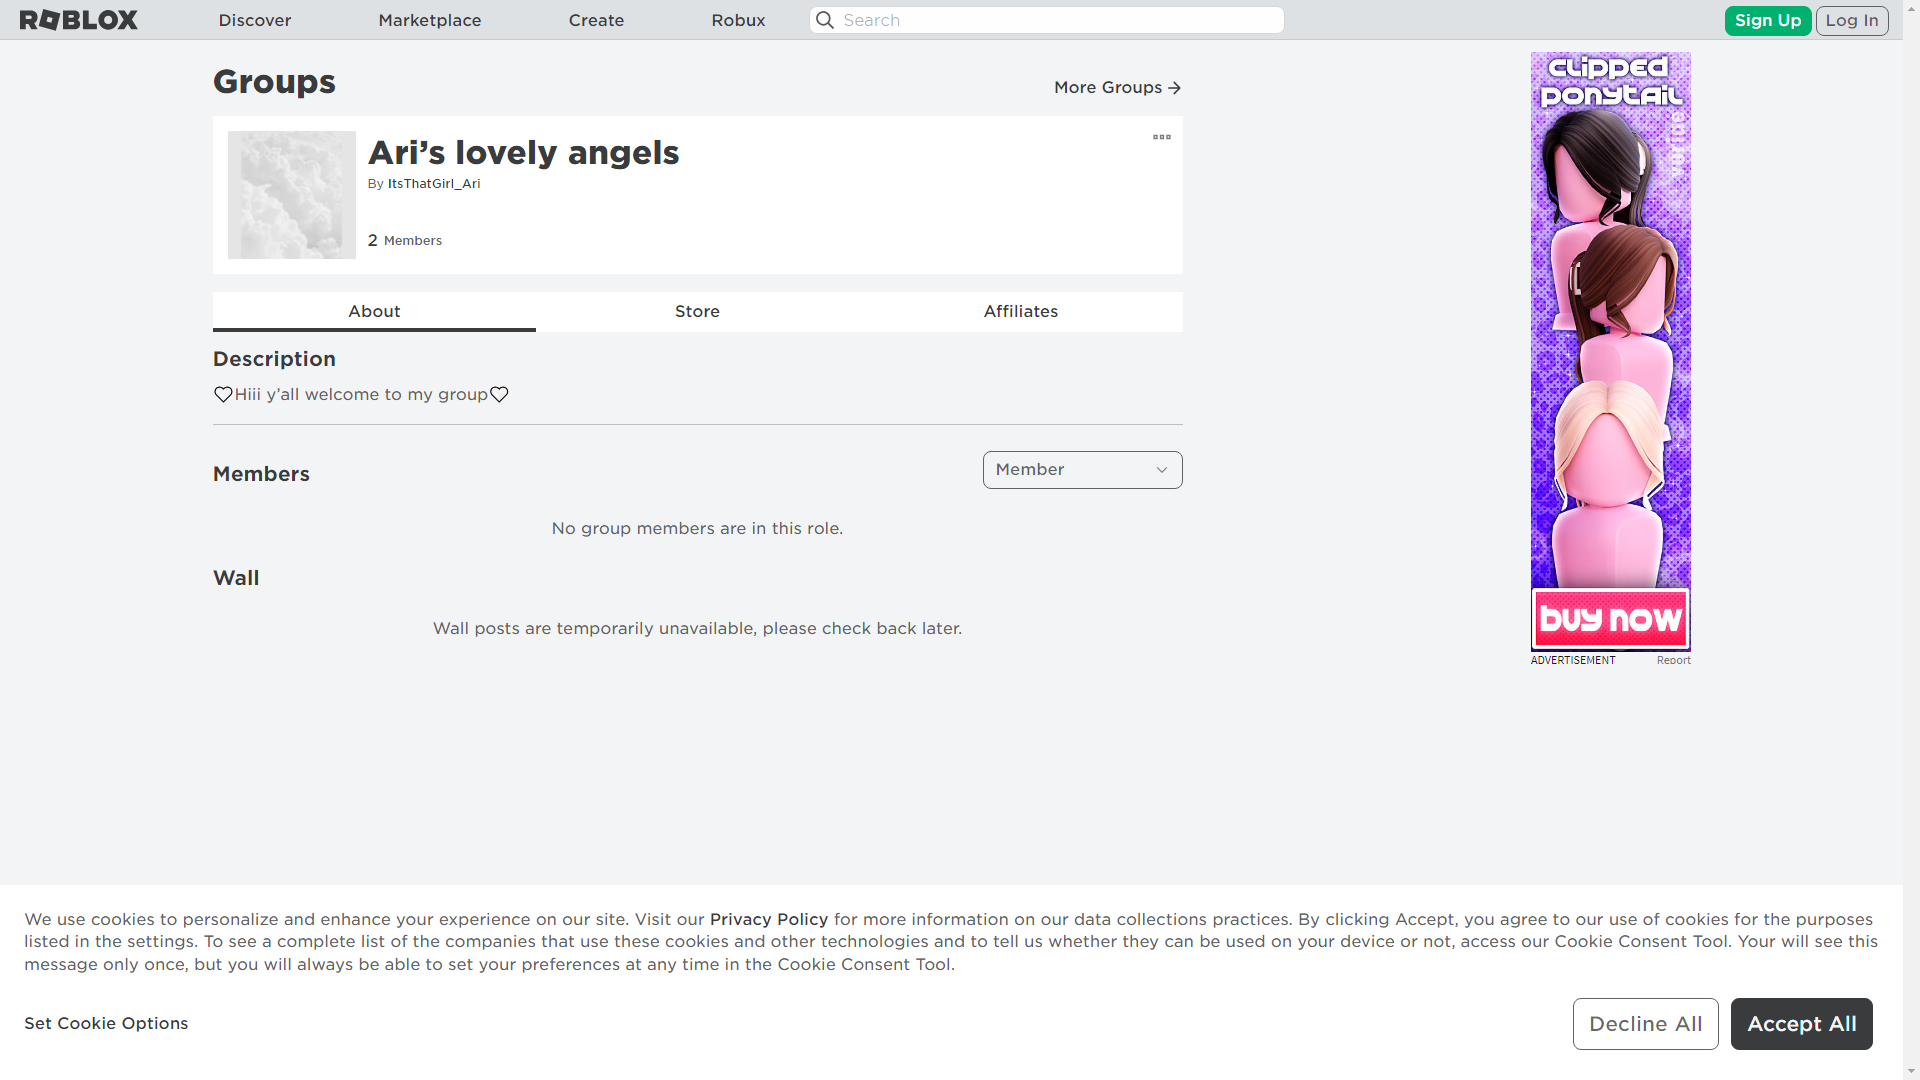 ROBLOX
Discover
Marketplace
Create
Robux
Search
Sign Up
Log In
Groups
More Groups
Ari’s lovely angels
By ItsThatGirl_Ari
2 Members
About
Store
Affiliates
Description
♡Hiii y’all welcome to my group♡
Members
Member
No group members are in this role.
Wall
Wall posts are temporarily unavailable, please check back later.
clipped
ponytail
buy now
ADVERTISEMENT
Report
We use cookies to personalize and enhance your experience on our site. Visit our Privacy Policy for more information on our data collections practices. By clicking Accept, you agree to our use of cookies for the purposes
listed in the settings. To see a complete list of the companies that use these cookies and other technologies and to tell us whether they can be used on your device or not, access our Cookie Consent Tool. Your will see this
message only once, but you will always be able to set your preferences at any time in the Cookie Consent Tool.
Set Cookie Options
Decline All
Accept All